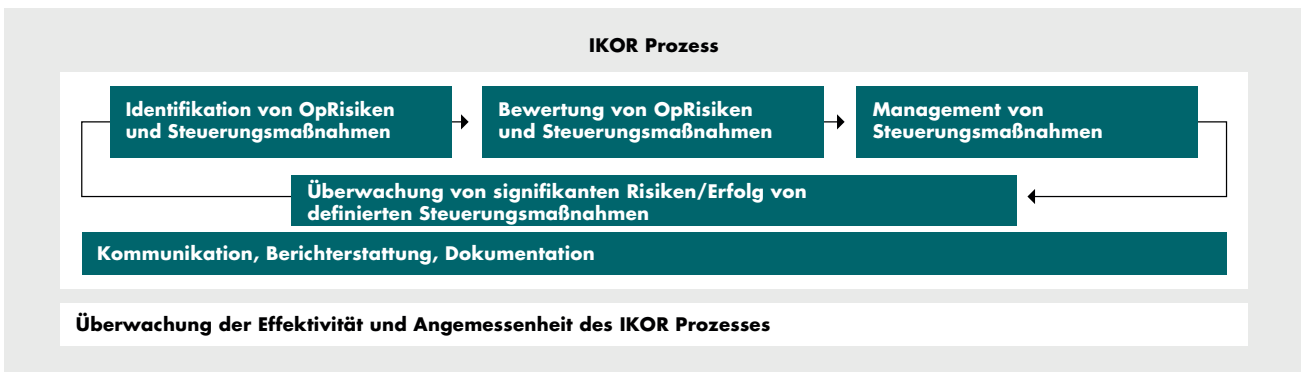 IKOR Prozess
Identifikation von OpRisiken
und Steuerungsmaßnahmen
Bewertung von OpRisiken
und Steuerungsmaßnahmen
Management von
Steuerungsmaßnahmen
Überwachung von signifikanten Risiken/Erfolg von
definierten Steuerungsmaßnahmen
Kommunikation, Berichterstattung, Dokumentation
Überwachung der Effektivität und Angemessenheit des IKOR Prozesses